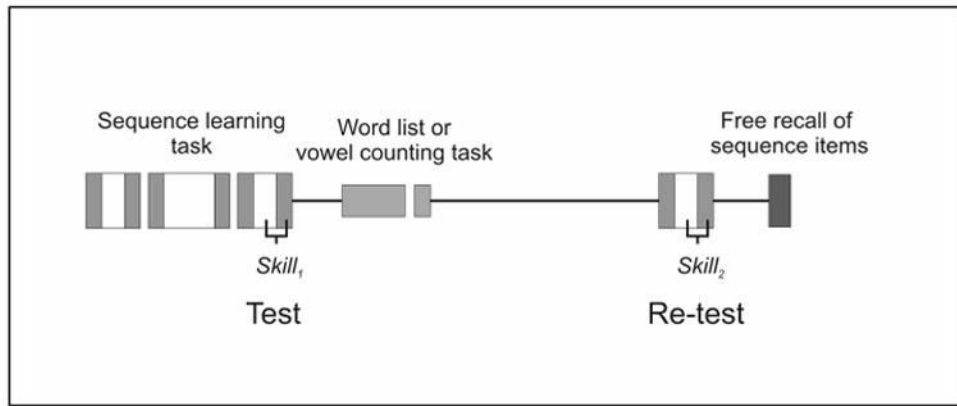 Sequence learning
task
Word list or
vowel counting task
Free recall of
sequence items
Skill₁
Skill₂
Test
Re-test